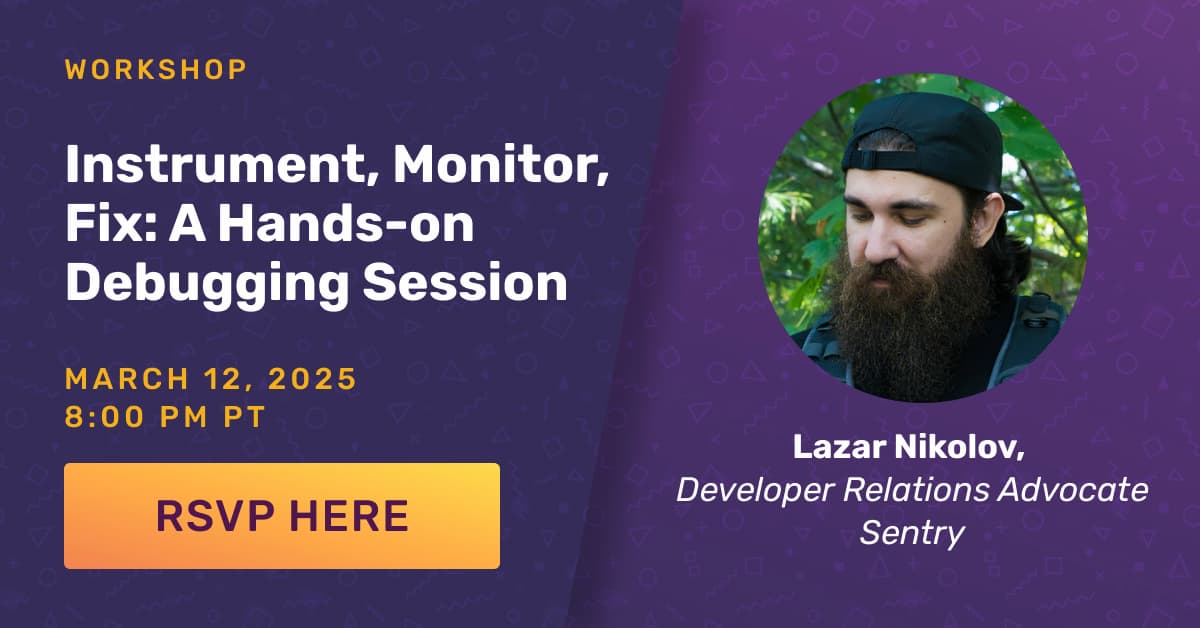 WORKSHOP
Instrument, Monitor,
Fix: A Hands-on
Debugging Session
MARCH 12, 2025
8:00 PM PT
RSVP HERE
Lazar Nikolov,
Developer Relations Advocate
Sentry